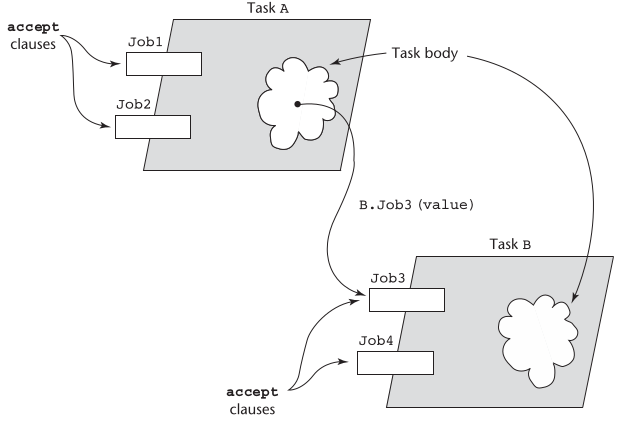 Task A
accept
clauses
Job1
Task body
Job2
B.Job3 (value)
Task B
Job3
Job4
accept
clauses